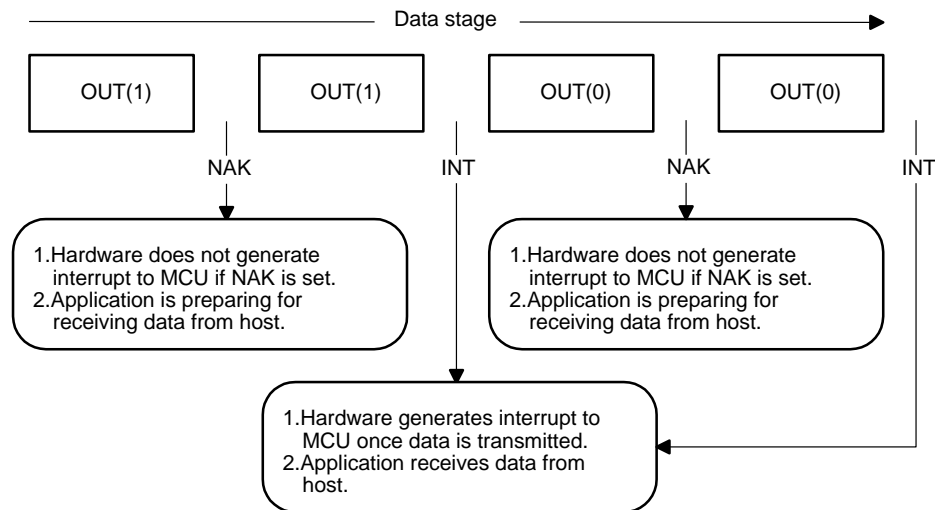 Data stage
OUT(1) OUT(1) OUT(0) OUT(0)
NAK INT NAK INT
1.Hardware does not generate
interrupt to MCU if NAK is set.
2.Application is preparing for
receiving data from host.
1.Hardware does not generate
interrupt to MCU if NAK is set.
2.Application is preparing for
receiving data from host.
1.Hardware generates interrupt to
MCU once data is transmitted.
2.Application receives data from
host.